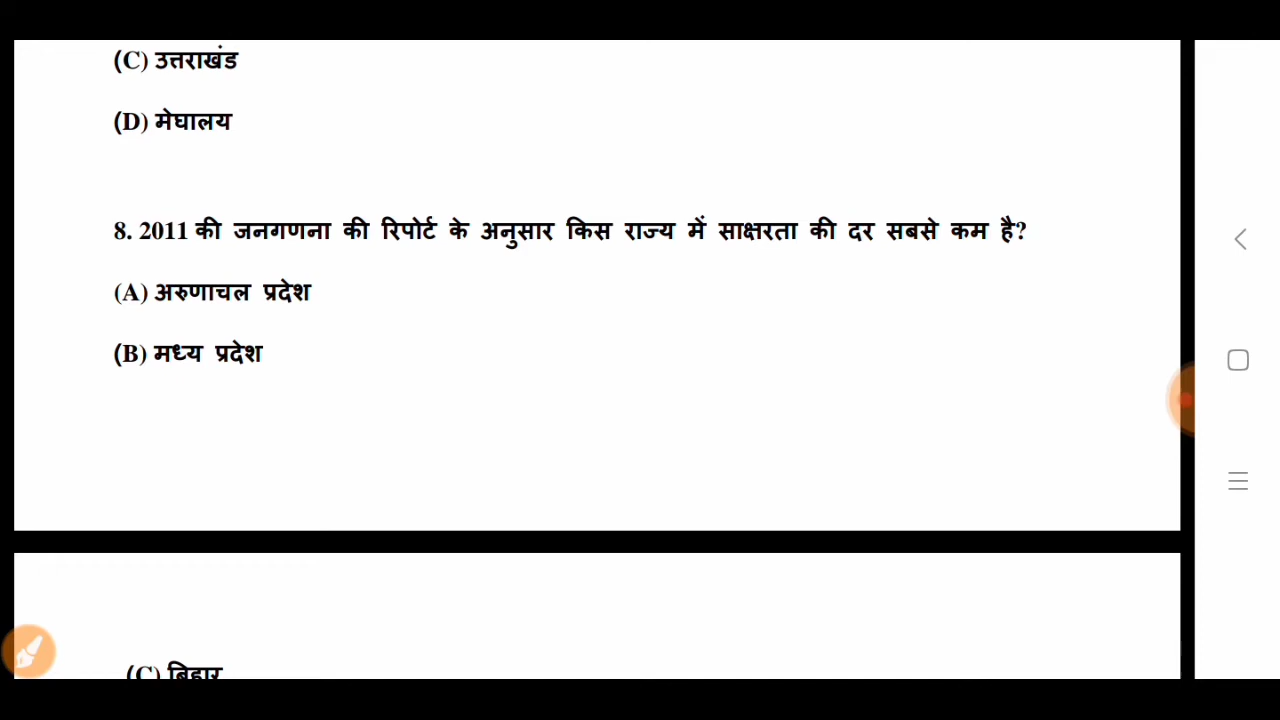 (C) उत्तराखंड
(D) मेघालय
8. 2011 की जनगणना की रिपोर्ट के अनुसार किस राज्य में साक्षरता की दर सबसे कम है?
(A) अरुणाचल प्रदेश
(B) मध्य प्रदेश
(C) बिहार